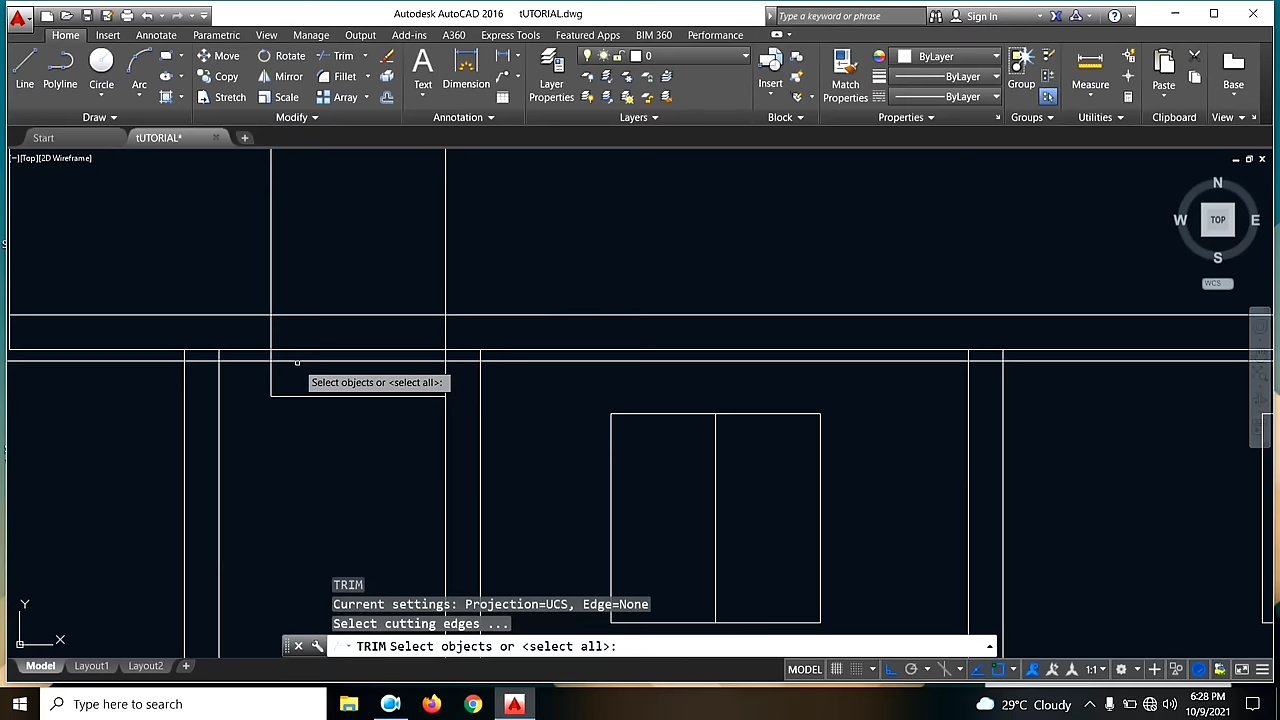 Autodesk AutoCAD 2016 tUTORIAL.dwg
Type a keyword or phrase
Sign In
Home Insert Annotate Parametric View Manage Output Add-ins A360 Express Tools Featured Apps BIM 360 Performance
Line Polyline Circle Arc
Move Rotate Trim
Copy Mirror Fillet
Stretch Scale Array
Text Dimension
Layer Properties
0
Insert
Match Properties
ByLayer
ByLayer
ByLayer
Group
Measure
Paste
Base
Draw Modify Annotation Layers Block Properties Groups Utilities Clipboard View
Start tUTORIAL*
[Top][2D Wireframe]
N
W TOP E
S
WCS
Select objects or <select all>:
Y
X
TRIM
Current settings: Projection=UCS, Edge=None
Select cutting edges ...
TRIM Select objects or <select all>:
Model Layout1 Layout2
MODEL 1:1
Type here to search
29°C Cloudy
6:28 PM
10/9/2021